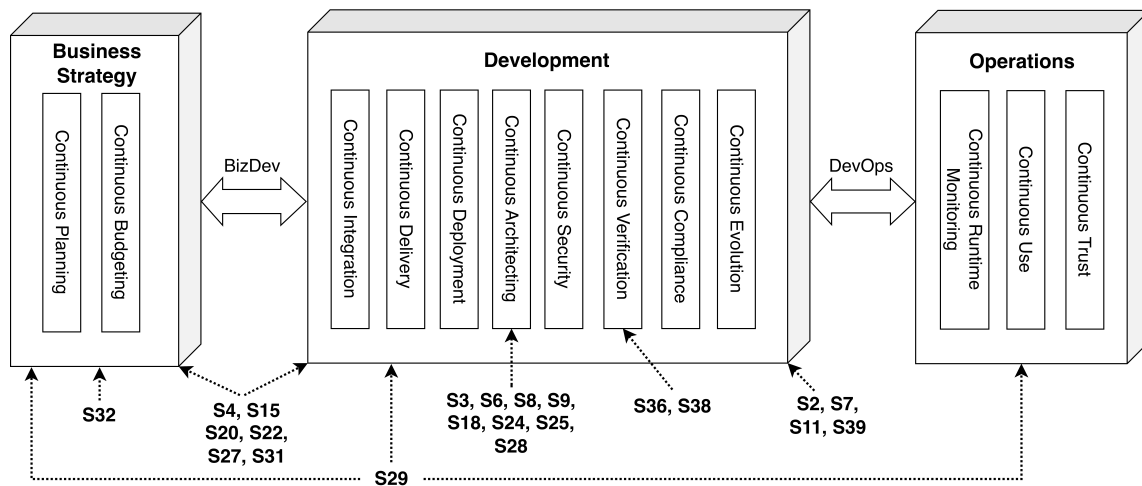 Business
Strategy
Continuous Planning
Continuous Budgeting
BizDev
Development
Continuous Integration
Continuous Delivery
Continuous Deployment
Continuous Architecting
Continuous Security
Continuous Verification
Continuous Compliance
Continuous Evolution
DevOps
Operations
Continuous Runtime
Monitoring
Continuous Use
Continuous Trust
S32
S4, S15
S20, S22,
S27, S31
S3, S6, S8, S9,
S18, S24, S25,
S28
S36, S38
S2, S7,
S11, S39
S29